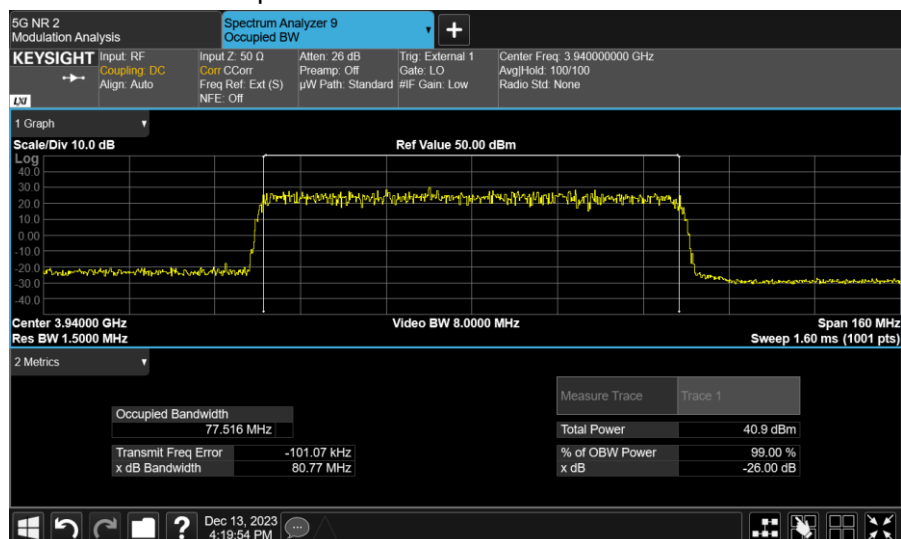 5G NR 2
Modulation Analysis
Spectrum Analyzer 9
Occupied BW
KEYSIGHT
LXI
Input: RF
Coupling: DC
Align: Auto
Input Z: 50 Ω
Corr CCorr
Freq Ref: Ext (S)
NFE: Off
Atten: 26 dB
Preamp: Off
µW Path: Standard
Trig: External 1
Gate: LO
#IF Gain: Low
Center Freq: 3.940000000 GHz
Avg|Hold: 100/100
Radio Std: None
1 Graph
Scale/Div 10.0 dB
Ref Value 50.00 dBm
Log
40.0
30.0
20.0
10.0
0.00
-10.0
-20.0
-30.0
-40.0
Center 3.94000 GHz
Video BW 8.0000 MHz
Span 160 MHz
Res BW 1.5000 MHz
Sweep 1.60 ms (1001 pts)
2 Metrics
Measure Trace Trace 1
Occupied Bandwidth
77.516 MHz
Total Power 40.9 dBm
Transmit Freq Error -101.07 kHz
% of OBW Power 99.00 %
x dB Bandwidth 80.77 MHz
x dB -26.00 dB
Dec 13, 2023
4:19:54 PM